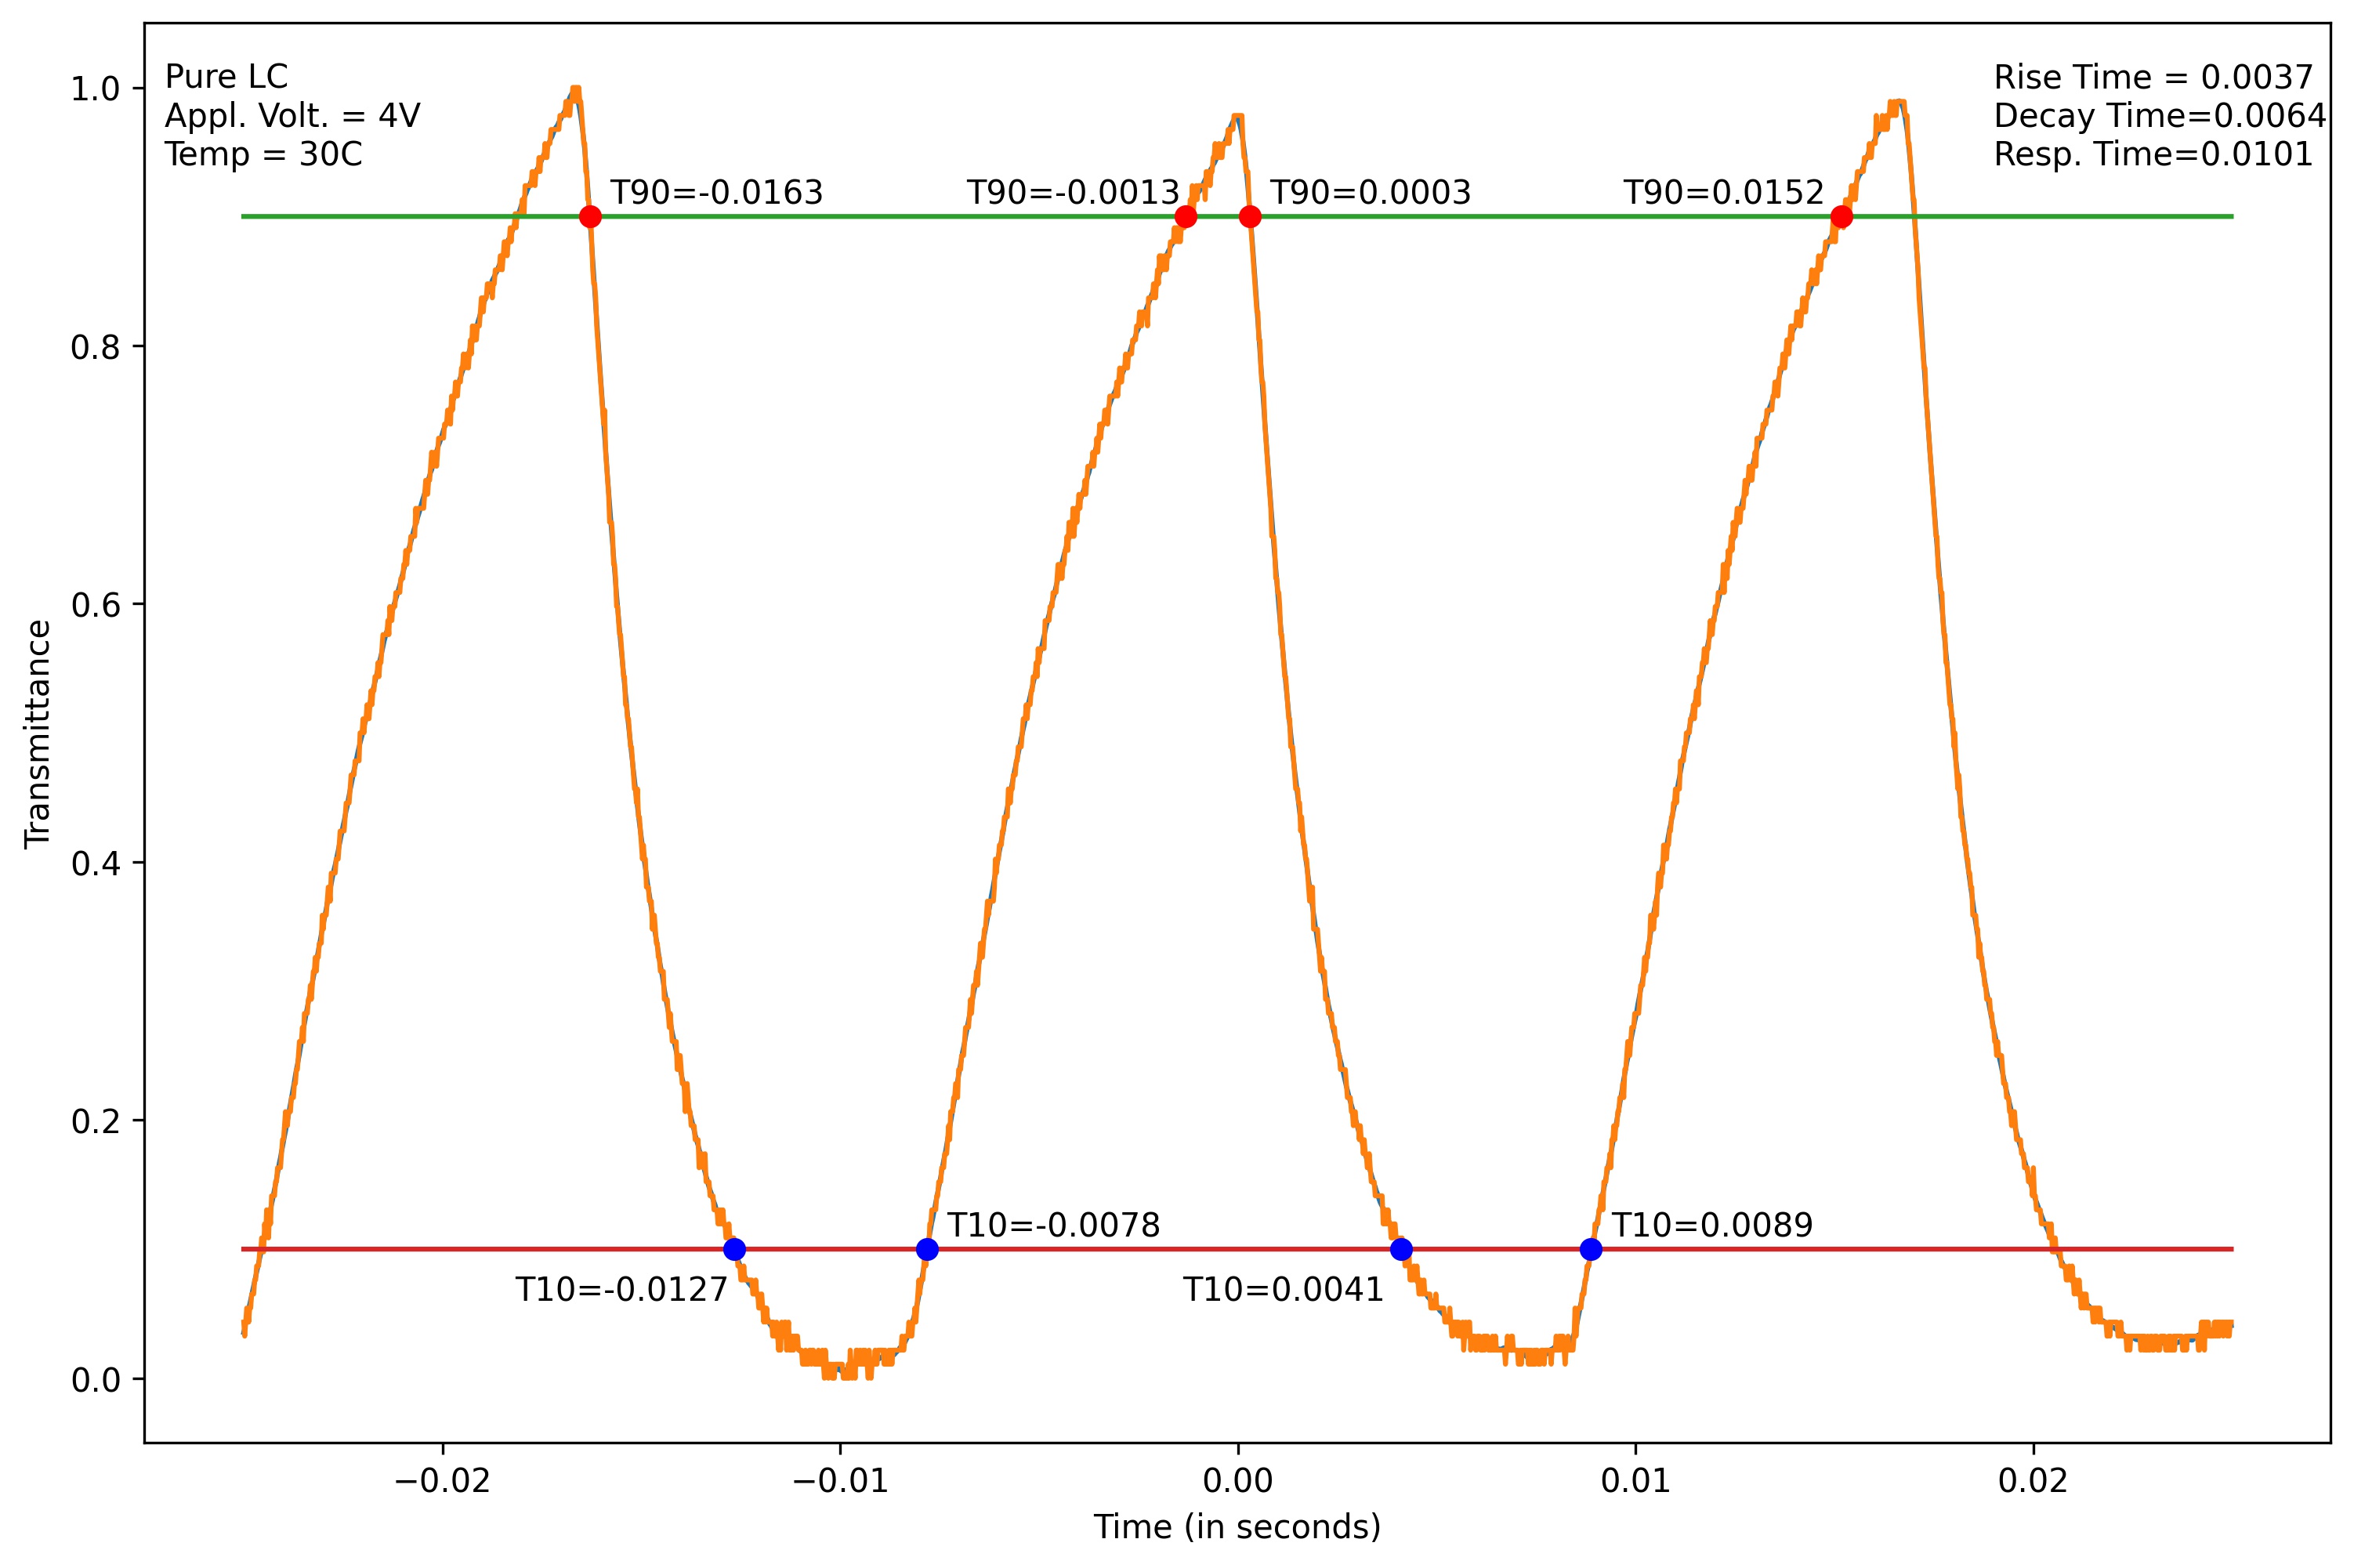 Pure LC
Appl. Volt. = 4V
Temp = 30C
Rise Time = 0.0037
Decay Time=0.0064
Resp. Time=0.0101
T90=-0.0163
T90=-0.0013
T90=0.0003
T90=0.0152
T10=-0.0127
T10=-0.0078
T10=0.0041
T10=0.0089
1.0
0.8
0.6
0.4
0.2
0.0
Transmittance
−0.02
−0.01
0.00
0.01
0.02
Time (in seconds)